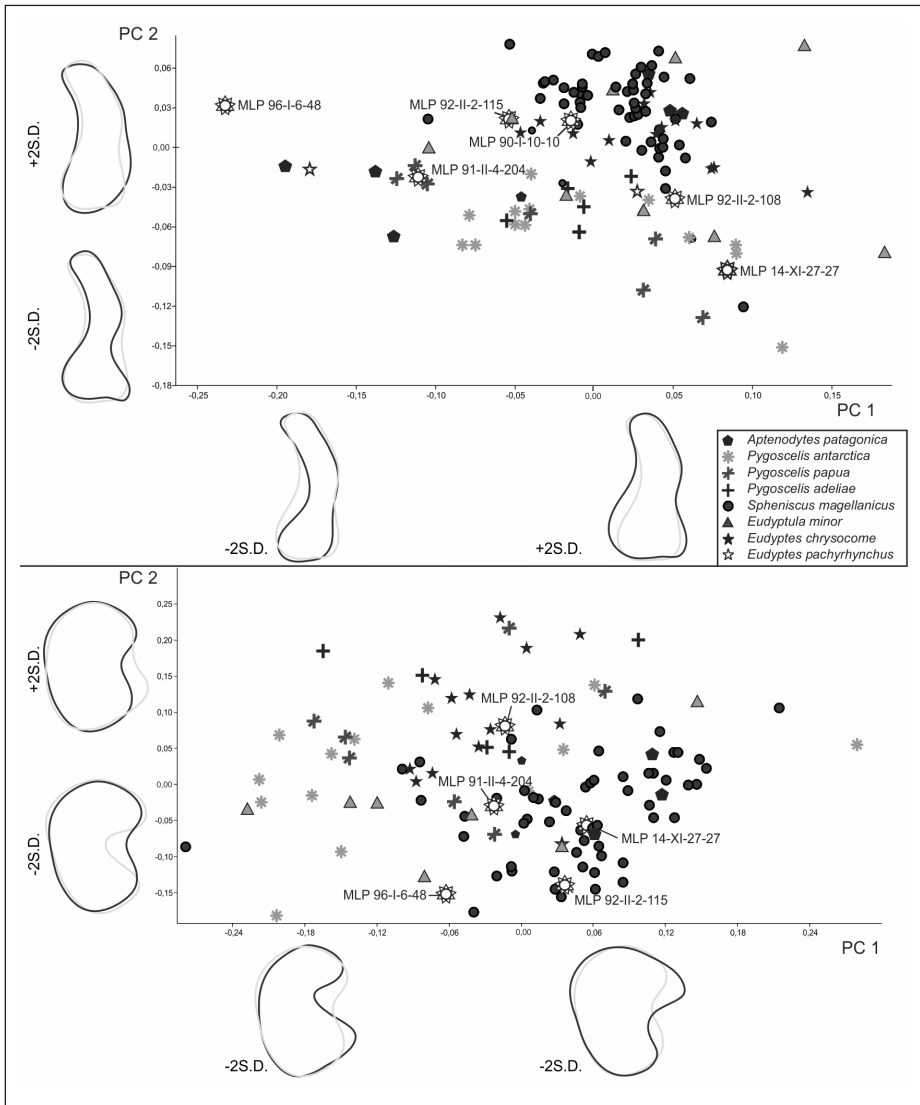 PC 2
0,06
0,03
0,00
-0,03
-0,06
-0,09
-0,12
-0,15
-0,18
+2S.D.
-2S.D.
MLP 96-I-6-48
MLP 92-II-2-115
MLP 90-I-10-10
MLP 91-II-4-204
MLP 92-II-2-108
MLP 14-XI-27-27
-0,25 -0,20 -0,15 -0,10 -0,05 0,00 0,05 0,10 0,15
PC 1
-2S.D. +2S.D.
Aptenodytes patagonica
Pygoscelis antarctica
Pygoscelis papua
Pygoscelis adeliae
Spheniscus magellanicus
Eudyptula minor
Eudyptes chrysocome
Eudyptes pachyrhynchus
PC 2
0,25
0,20
0,15
0,10
0,05
0,00
-0,05
-0,10
-0,15
+2S.D.
-2S.D.
MLP 92-II-2-108
MLP 91-II-4-204
MLP 14-XI-27-27
MLP 96-I-6-48
MLP 92-II-2-115
-0,24 -0,18 -0,12 -0,06 0,00 0,06 0,12 0,18 0,24
PC 1
-2S.D. -2S.D.